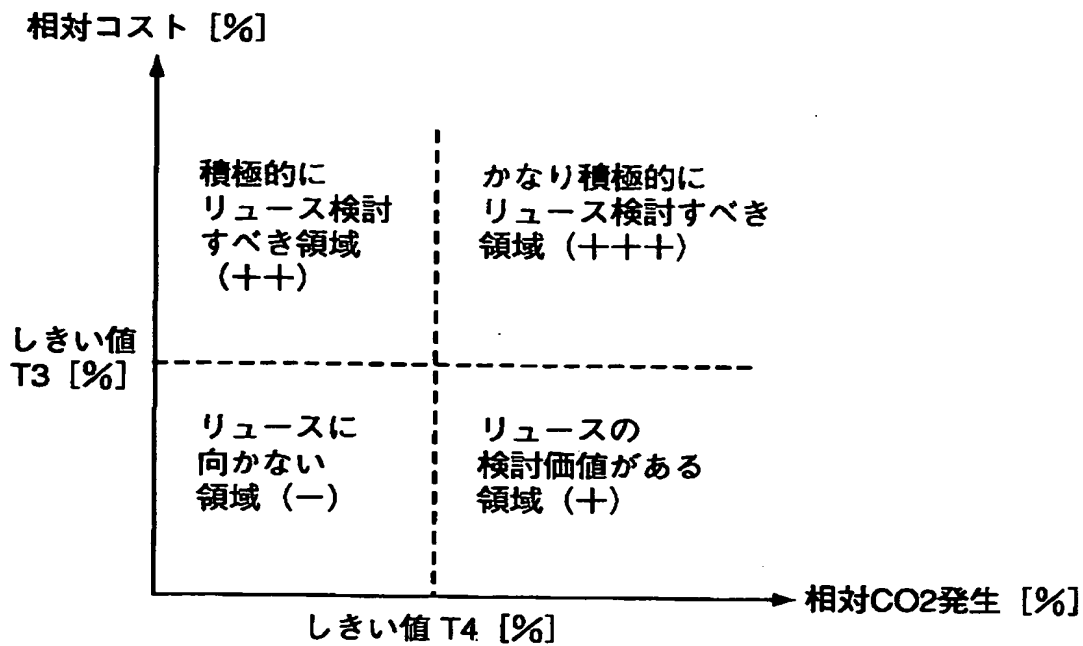 相対コスト [%]
積極的に
リュース検討
すべき領域
(++)
かなり積極的に
リュース検討すべき
領域 (+++)
しきい値
T3 [%]
リュースに
向かない
領域 (−)
リュースの
検討価値がある
領域 (+)
相対CO2発生 [%]
しきい値 T4 [%]